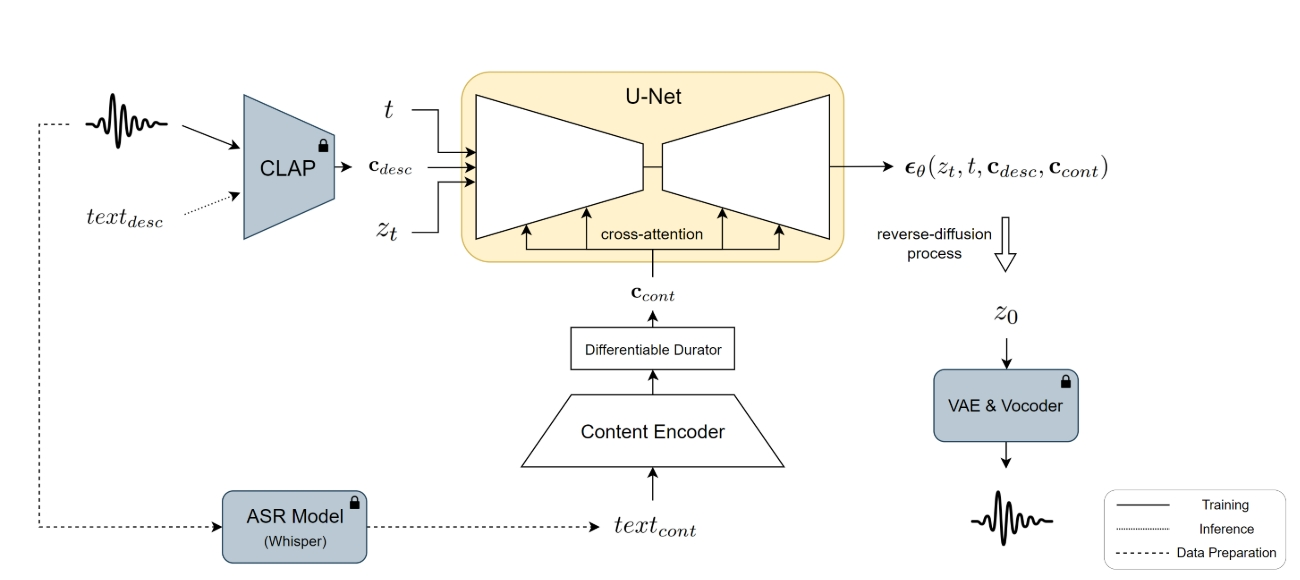 U-Net
t
CLAP
c_desc
text_desc
z_t
ϵ_θ(z_t, t, c_desc, c_cont)
cross-attention
reverse-diffusion
process
c_cont
z_0
Differentiable Durator
VAE & Vocoder
Content Encoder
ASR Model
(Whisper)
text_cont
Training
Inference
Data Preparation